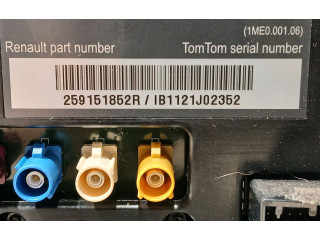 (1ME0.001.06)
Renault part number TomTom serial number
259151852R / IB1121J02352